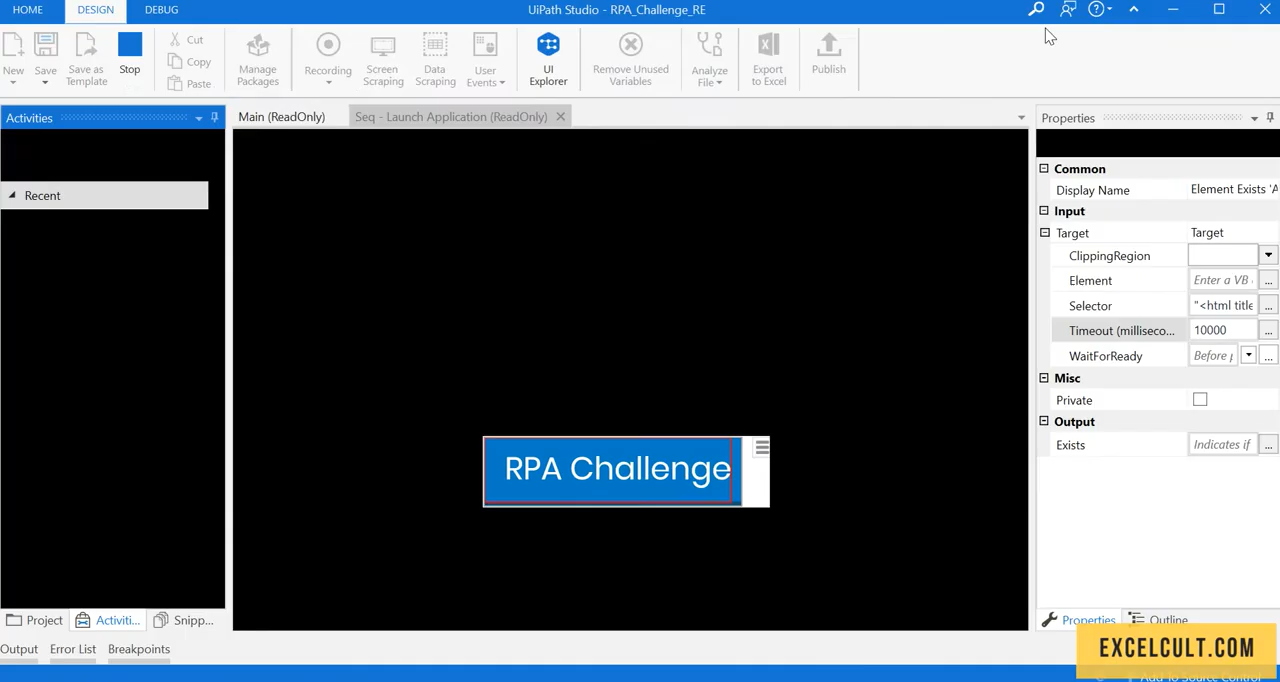 HOME DESIGN DEBUG UiPath Studio - RPA_Challenge_RE
New Save Save as Template Stop Cut Copy Paste Manage Packages Recording Screen Scraping Data Scraping User Events UI Explorer Remove Unused Variables Analyze File Export to Excel Publish
Activities
Main (ReadOnly) Seq - Launch Application (ReadOnly)
Properties
Recent
Common
Display Name Element Exists 'A
Input
Target Target
ClippingRegion
Element Enter a VB
Selector "<html title
Timeout (milliseco... 10000
WaitForReady Before
Misc
Private
Output
Exists Indicates if
RPA Challenge
Project Activiti... Snipp...
Properties Outline
Output Error List Breakpoints
EXCELCULT.COM
Add To Source Control